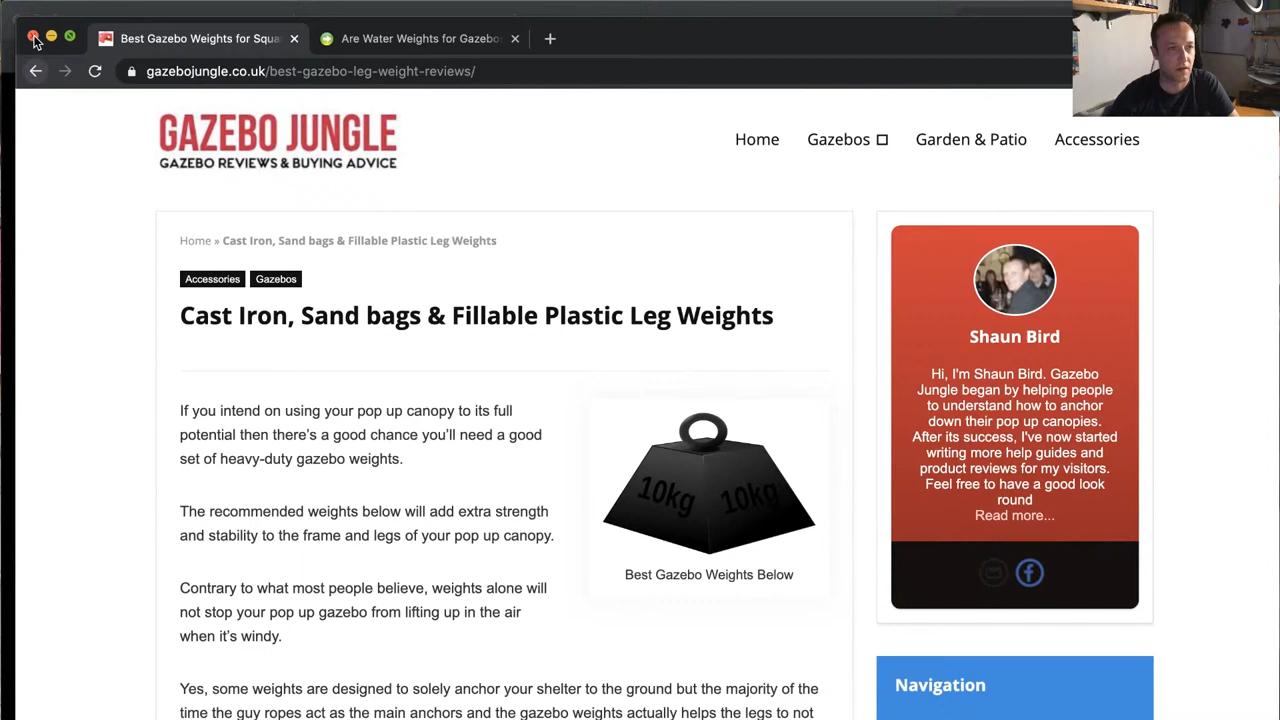 Best Gazebo Weights for Squa
Are Water Weights for Gazebo
gazebojungle.co.uk/best-gazebo-leg-weight-reviews/
GAZEBO JUNGLE
GAZEBO REVIEWS & BUYING ADVICE
Home
Gazebos
Garden & Patio
Accessories
Home » Cast Iron, Sand bags & Fillable Plastic Leg Weights
Accessories
Gazebos
Cast Iron, Sand bags & Fillable Plastic Leg Weights
If you intend on using your pop up canopy to its full
potential then there's a good chance you'll need a good
set of heavy-duty gazebo weights.
The recommended weights below will add extra strength
and stability to the frame and legs of your pop up canopy.
Contrary to what most people believe, weights alone will
not stop your pop up gazebo from lifting up in the air
when it's windy.
Yes, some weights are designed to solely anchor your shelter to the ground but the majority of the
time the guy ropes act as the main anchors and the gazebo weights actually helps the legs to not
10kg 10kg
Best Gazebo Weights Below
Shaun Bird
Hi, I'm Shaun Bird. Gazebo
Jungle began by helping people
to understand how to anchor
down their pop up canopies.
After its success, I've now started
writing more help guides and
product reviews for my visitors.
Feel free to have a good look
round
Read more...
Navigation